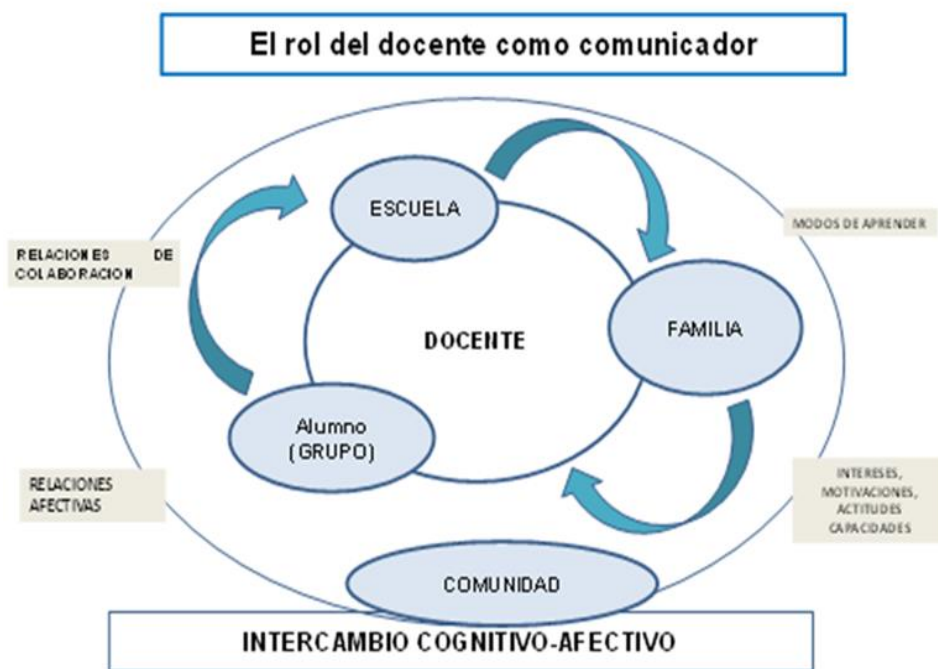 El rol del docente como comunicador
ESCUELA
MODOS DE APRENDER
RELACIONES DE
COLABORACION
FAMILIA
DOCENTE
Alumno
(GRUPO)
RELACIONES
AFECTIVAS
INTERESES,
MOTIVACIONES,
ACTITUDES
CAPACIDADES
COMUNIDAD
INTERCAMBIO COGNITIVO-AFECTIVO